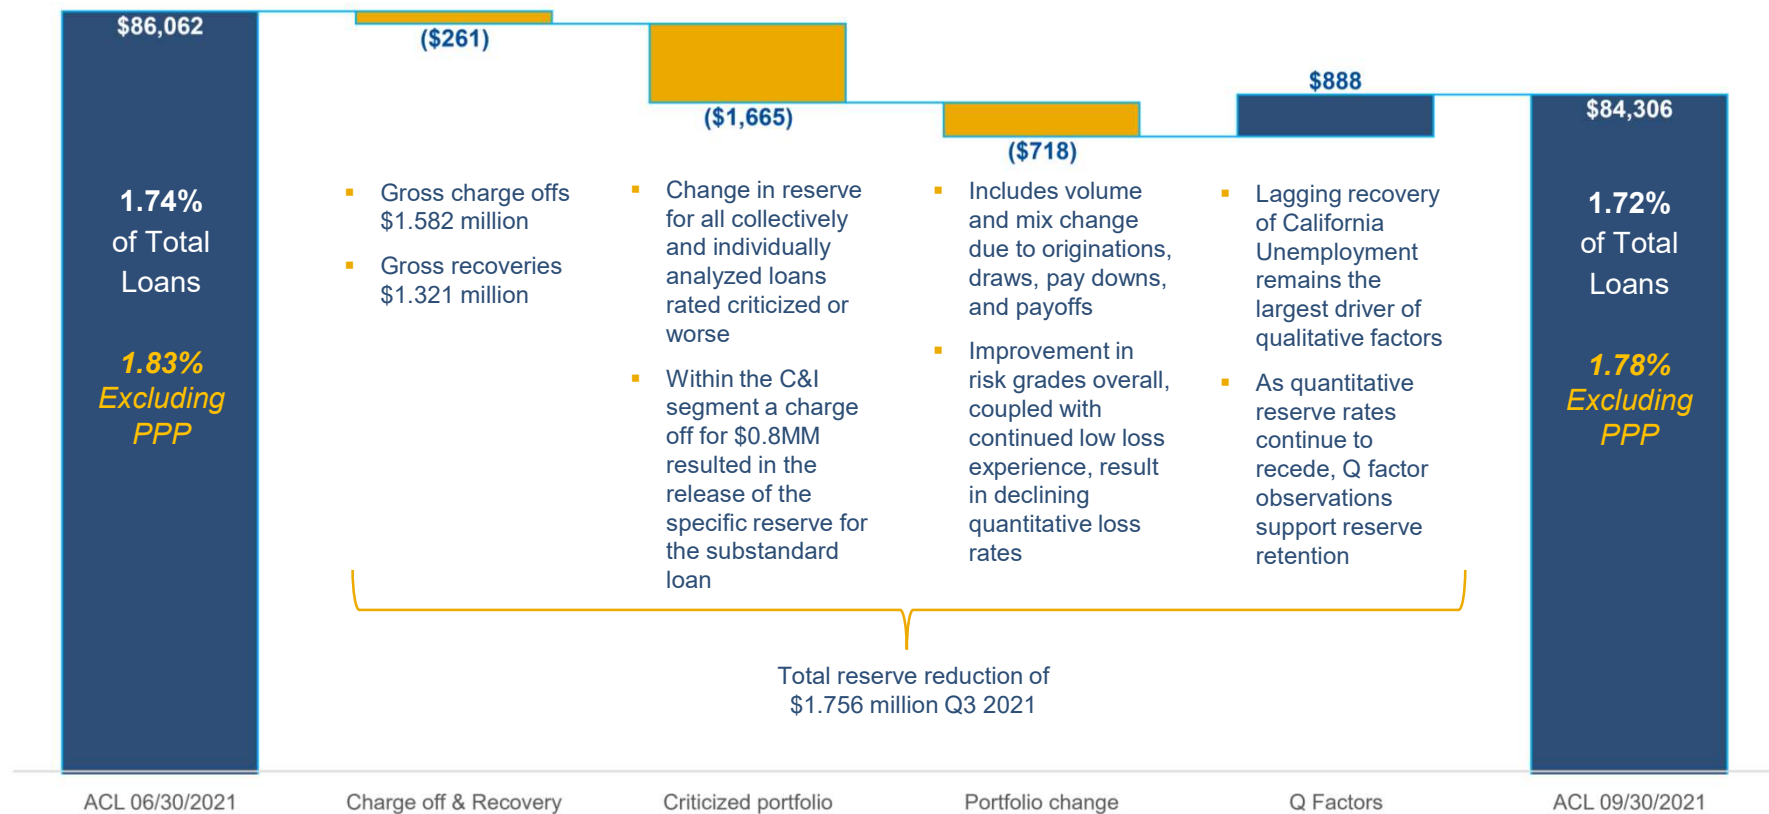 $86,062
($261)
($1,665)
($718)
$888
$84,306
1.74%
of Total
Loans
1.83%
Excluding
PPP
▪ Gross charge offs
$1.582 million
▪ Gross recoveries
$1.321 million
▪ Change in reserve
for all collectively
and individually
analyzed loans
rated criticized or
worse
▪ Within the C&I
segment a charge
off for $0.8MM
resulted in the
release of the
specific reserve for
the substandard
loan
▪ Includes volume
and mix change
due to originations,
draws, pay downs,
and payoffs
▪ Improvement in
risk grades overall,
coupled with
continued low loss
experience, result
in declining
quantitative loss
rates
▪ Lagging recovery
of California
Unemployment
remains the
largest driver of
qualitative factors
▪ As quantitative
reserve rates
continue to
recede, Q factor
observations
support reserve
retention
1.72%
of Total
Loans
1.78%
Excluding
PPP
Total reserve reduction of
$1.756 million Q3 2021
ACL 06/30/2021
Charge off & Recovery
Criticized portfolio
Portfolio change
Q Factors
ACL 09/30/2021